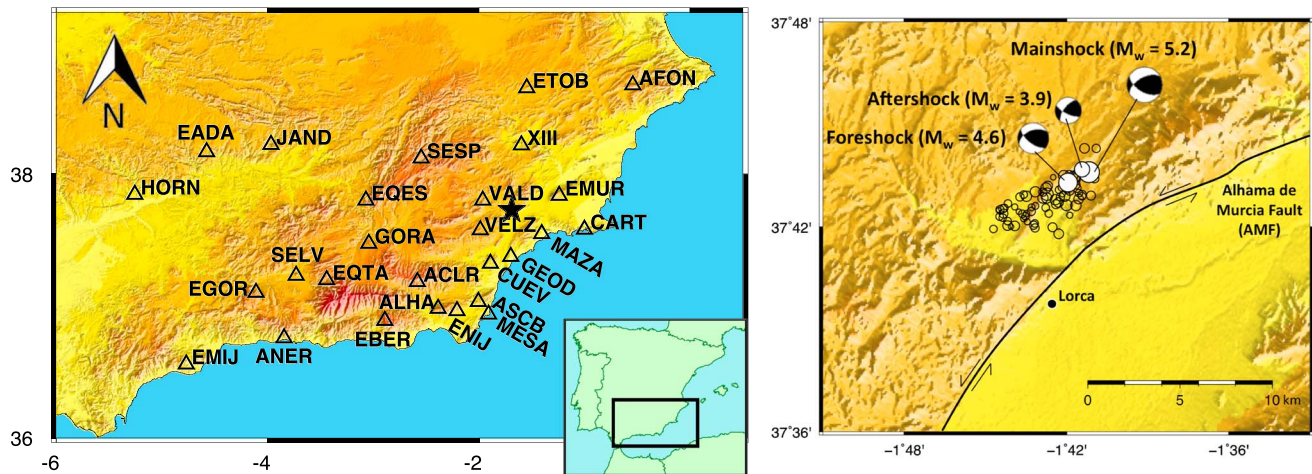 N
ETOB
AFON
EADA
JAND
SESP
XIII
HORN
EQES
VALD
EMUR
VELZ
CART
GORA
MAZA
SELV
EQTA
ACLR
GEOD
CUEV
EGOR
ALHA
ASCB
MESA
ENIJ
EBER
ANER
EMIJ
38
36
-6
-4
-2
37°48'
37°42'
37°36'
Mainshock (Mw = 5.2)
Aftershock (Mw = 3.9)
Foreshock (Mw = 4.6)
Alhama de
Murcia Fault
(AMF)
Lorca
0
5
10 km
−1°48'
−1°42'
−1°36'